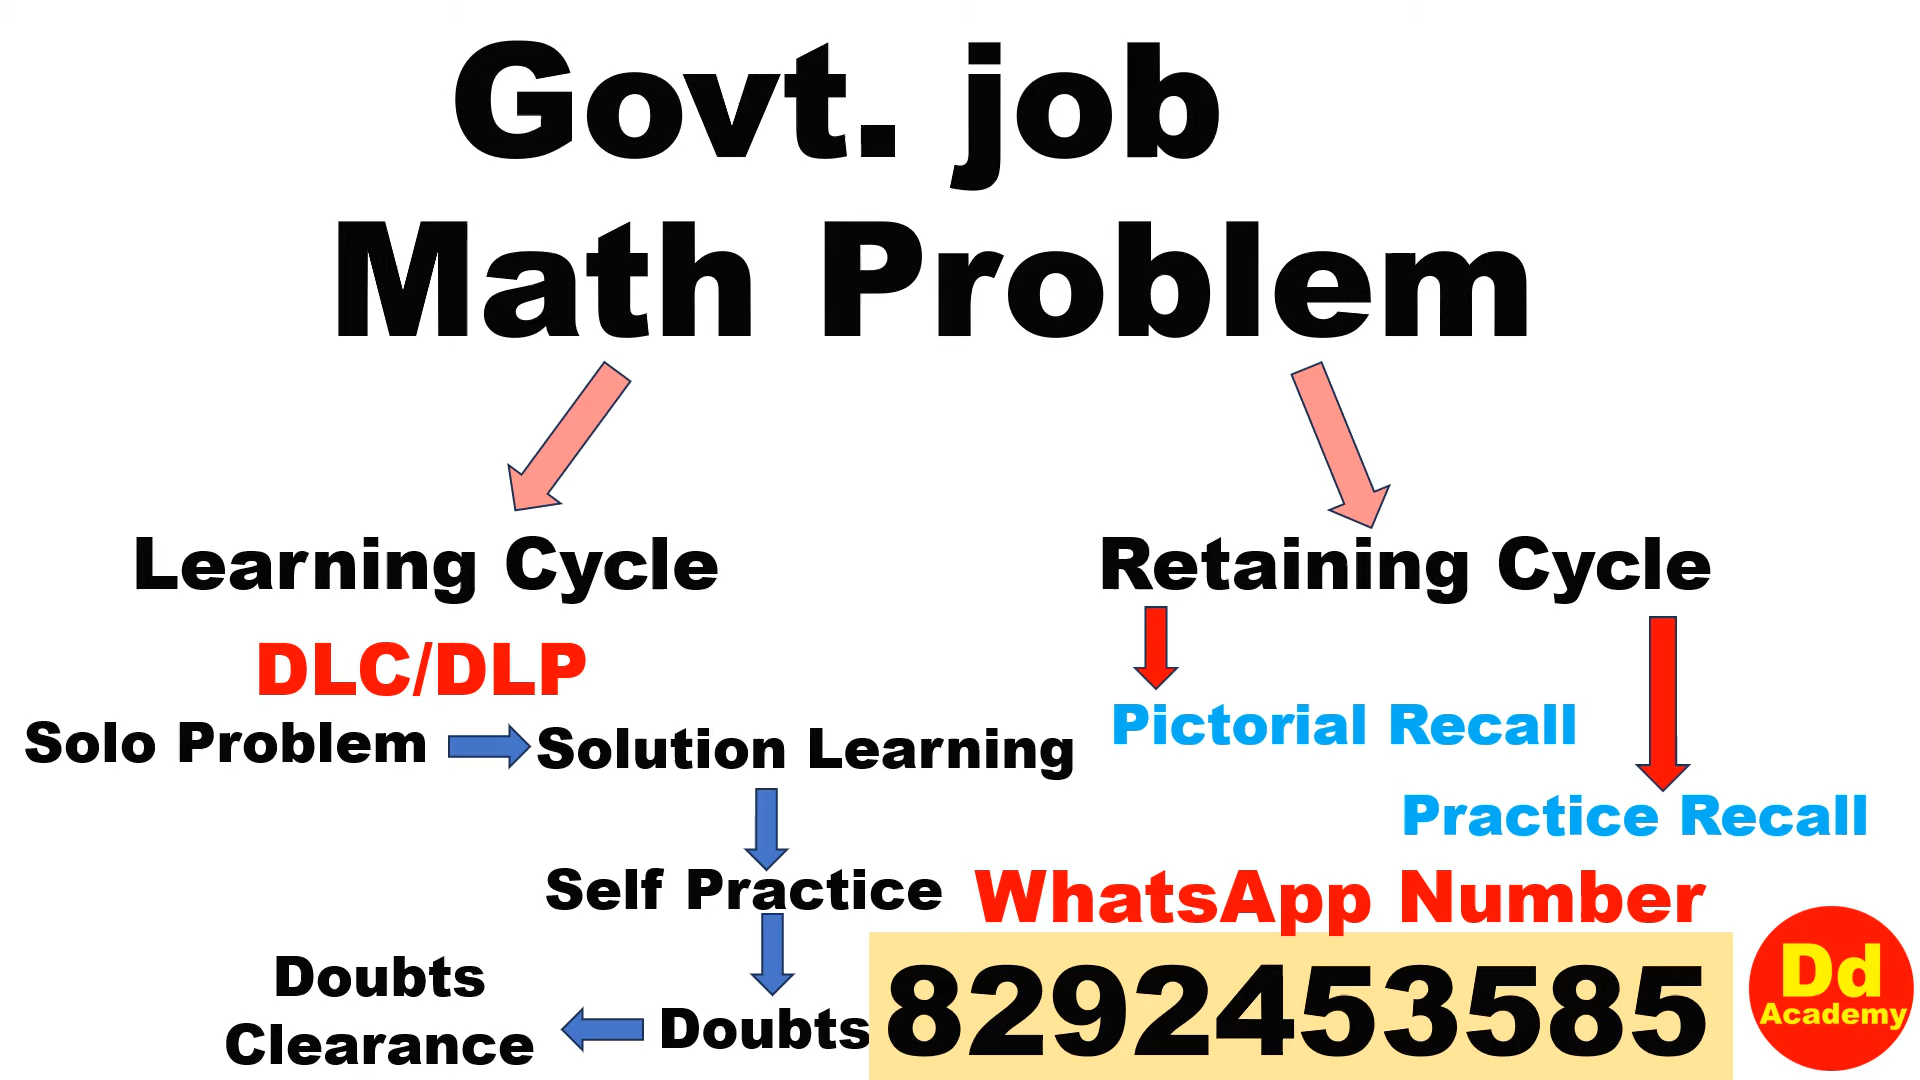 Govt. job
Math Problem
Learning Cycle
Retaining Cycle
DLC/DLP
Solo Problem
Solution Learning
Pictorial Recall
Practice Recall
Self Practice
WhatsApp Number
8292453585
Doubts
Doubts
Clearance
Dd
Academy